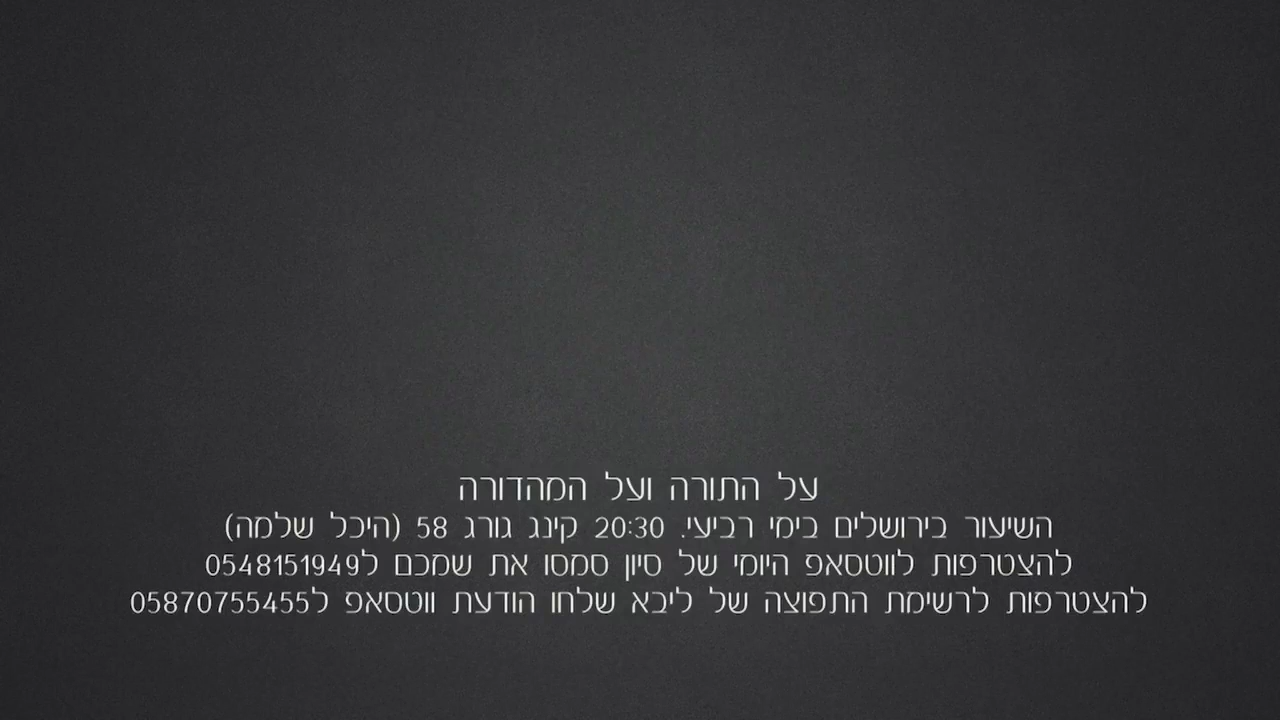 על התורה ועל המהדורה
השיעור בירושלים בימי רביעי. 20:30 קינג גורג 58 (היכל שלמה)
להצטרפות לווטסאפ היומי של סיון סמסו את שמכם ל0548151949
להצטרפות לרשימת התפוצה של ליבא שלחו הודעת ווטסאפ ל05870755455